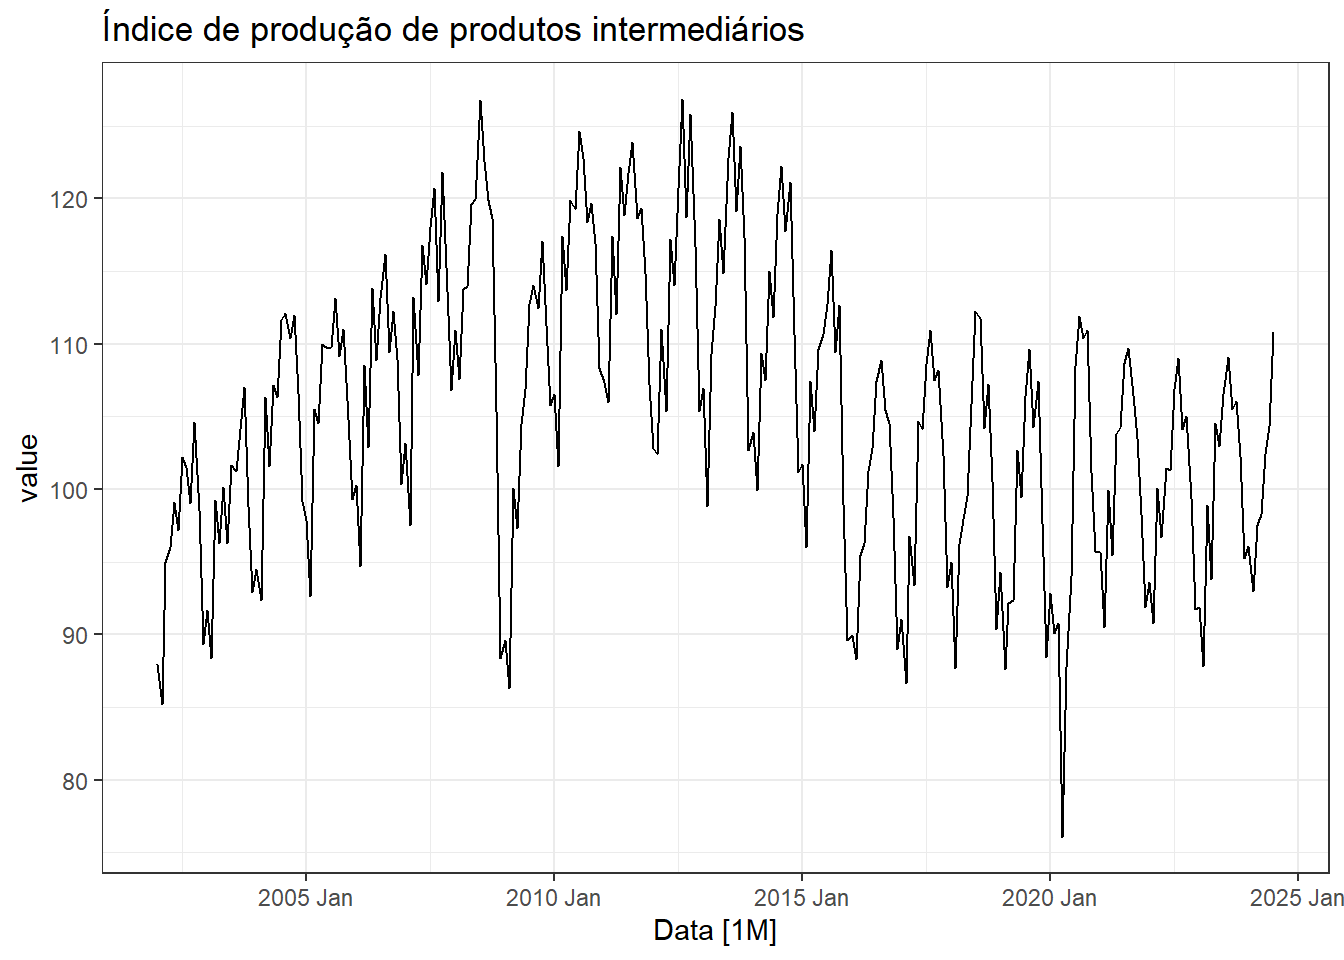 Índice de produção de produtos intermediários
value
120
110
100
90
80
2005 Jan
2010 Jan
2015 Jan
2020 Jan
2025 Jan
Data [1M]